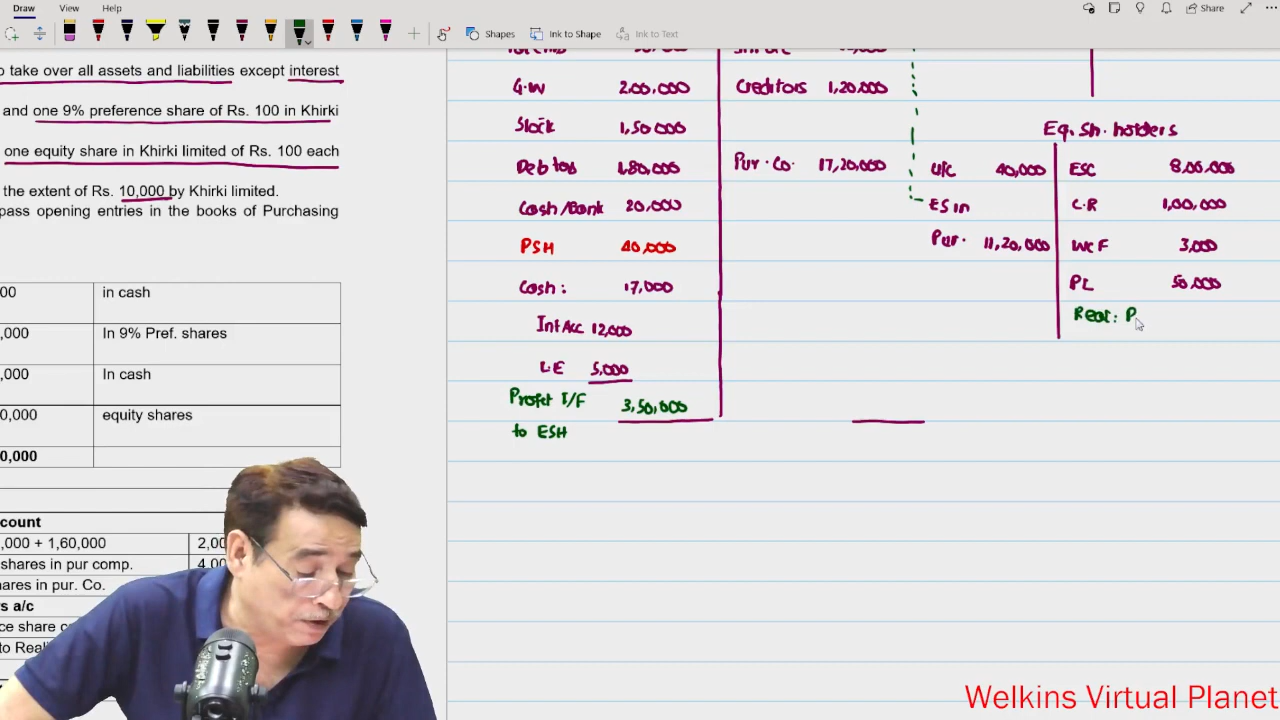 Draw View Help
Share
Shapes Ink to Shape Ink to Text
o take over all assets and liabilities except interest
and one 9% preference share of Rs. 100 in Khirki
one equity share in Khirki limited of Rs. 100 each
the extent of Rs. 10,000 by Khirki limited.
pass opening entries in the books of Purchasing
00 in cash
,000 In 9% Pref. shares
,000 In cash
0,000 equity shares
0,000
count
,000 + 1,60,000 2,00
shares in pur comp. 4,00
ares in pur. Co.
rs a/c
ce share c
to Reali
G.W 2,00,000
Stock 1,50,000
Debtors 1,80,000
Cash/Bank 20,000
PSH 40,000
Cash: 17,000
Int Acc 12,000
L.E 5,000
Profit T/F 3,50,000
to ESH
Creditors 1,20,000
Pur. Co. 17,20,000
Eq. Sh. holders
U/C 40,000 ESC 8,00,000
ES in C.R 1,00,000
Pur. 11,20,000 WCF 3,000
PL 50,000
Real: P
Welkins Virtual Planet